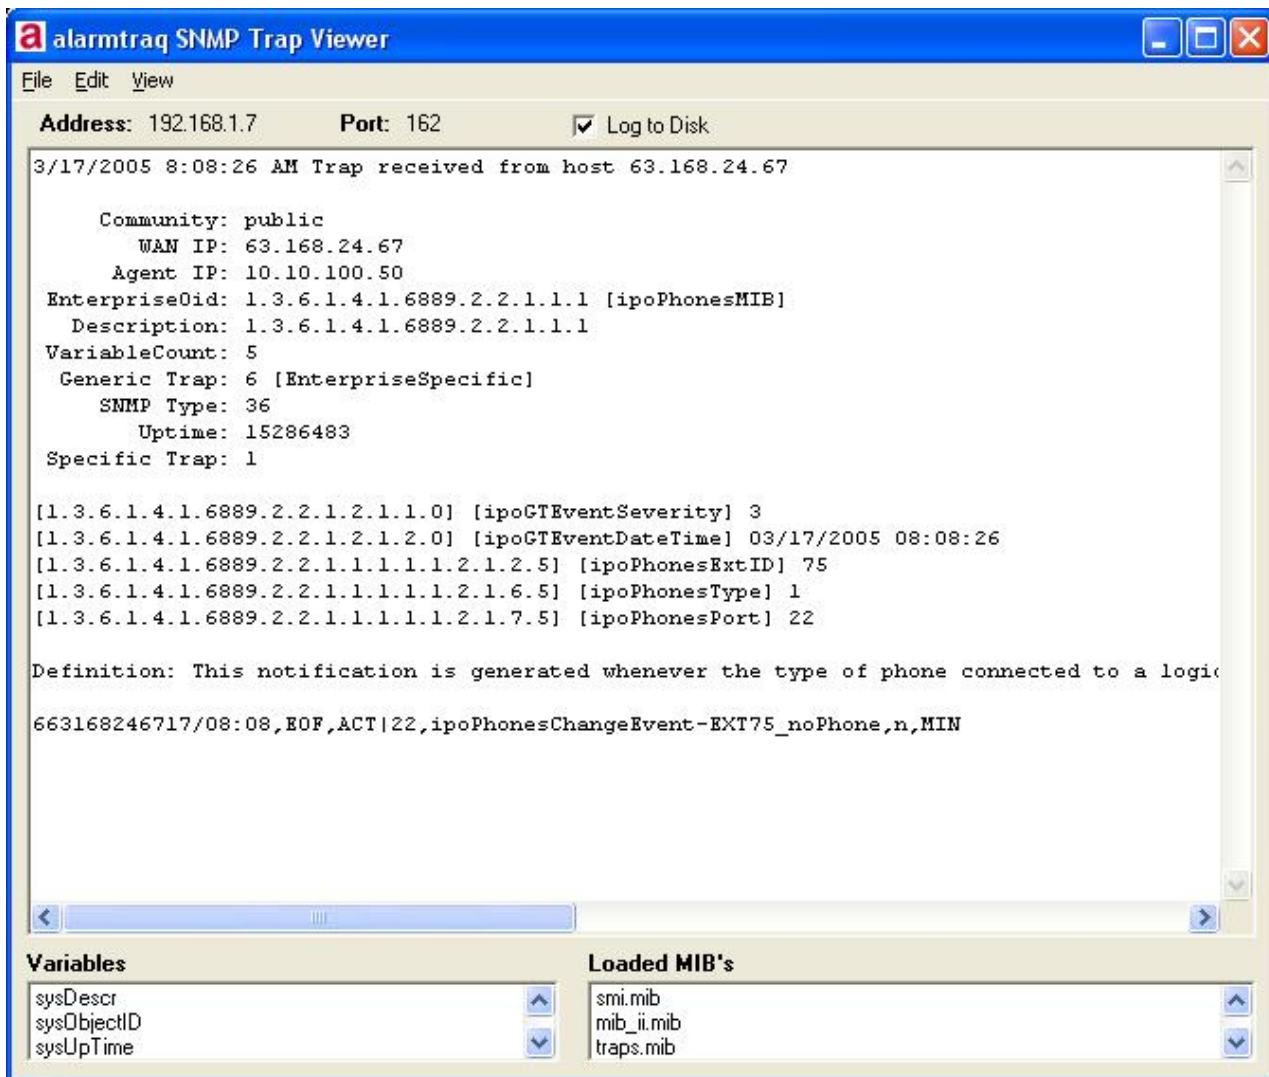 a alarmtraq SNMP Trap Viewer
File Edit View
Address: 192.168.1.7 Port: 162 Log to Disk
3/17/2005 8:08:26 AM Trap received from host 63.168.24.67
Community: public
WAN IP: 63.168.24.67
Agent IP: 10.10.100.50
EnterpriseOid: 1.3.6.1.4.1.6889.2.2.1.1.1 [ipoPhonesMIB]
Description: 1.3.6.1.4.1.6889.2.2.1.1.1
VariableCount: 5
Generic Trap: 6 [EnterpriseSpecific]
SNMP Type: 36
Uptime: 15286483
Specific Trap: 1
[1.3.6.1.4.1.6889.2.2.1.2.1.1.0] [ipoGTEventSeverity] 3
[1.3.6.1.4.1.6889.2.2.1.2.1.2.0] [ipoGTEventDateTime] 03/17/2005 08:08:26
[1.3.6.1.4.1.6889.2.2.1.1.1.1.1.2.1.2.5] [ipoPhonesExtID] 75
[1.3.6.1.4.1.6889.2.2.1.1.1.1.1.2.1.6.5] [ipoPhonesType] 1
[1.3.6.1.4.1.6889.2.2.1.1.1.1.1.2.1.7.5] [ipoPhonesPort] 22
Definition: This notification is generated whenever the type of phone connected to a logic
663168246717/08:08,EOF,ACT|22,ipoPhonesChangeEvent-EXT75_noPhone,n,MIN
Variables Loaded MIB's
sysDescr smi.mib
sysObjectID mib_ii.mib
sysUpTime traps.mib